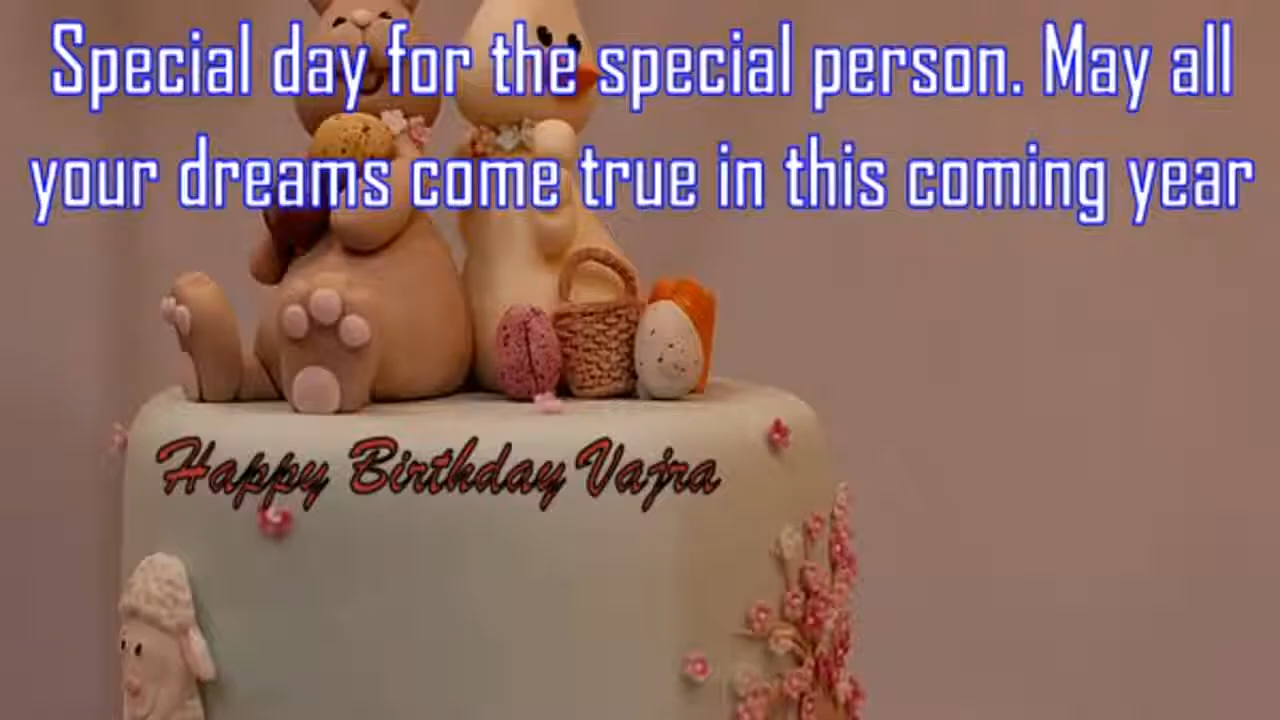 Special day for the special person. May all
your dreams come true in this coming year
Happy Birthday Vajra